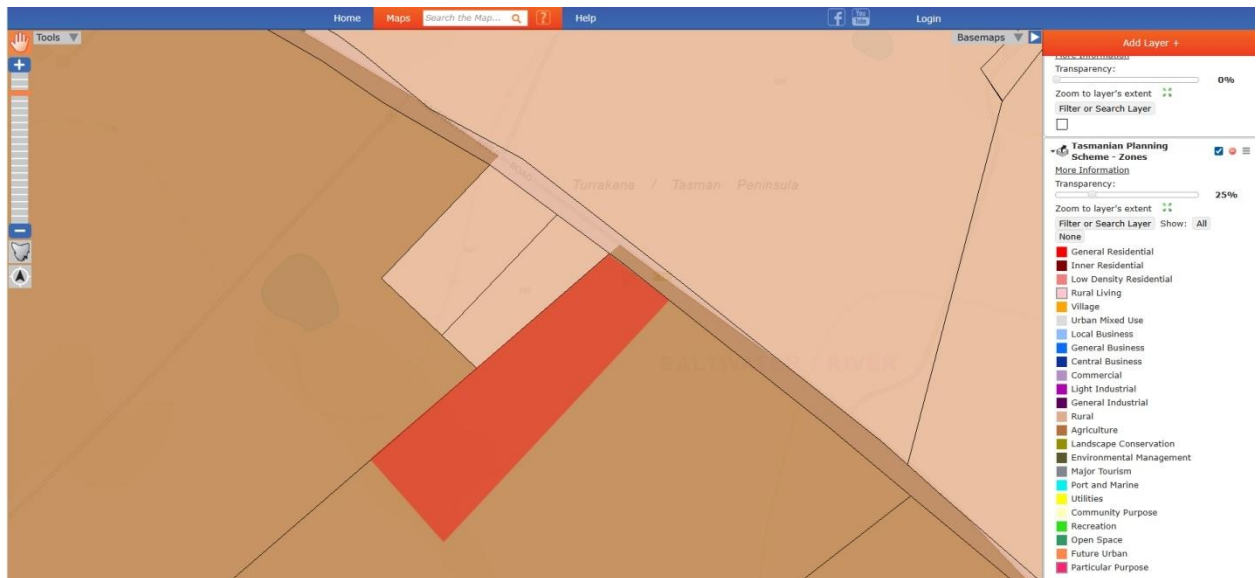 Home
Maps
Search the Map...
?
Help
Login
Tools
Basemaps
Add Layer +
More Information
Transparency:
0%
Zoom to layer's extent
Filter or Search Layer
Tasmanian Planning
Scheme - Zones
More Information
Transparency:
25%
Zoom to layer's extent
Filter or Search Layer Show: All
None
General Residential
Inner Residential
Low Density Residential
Rural Living
Village
Urban Mixed Use
Local Business
General Business
Central Business
Commercial
Light Industrial
General Industrial
Rural
Agriculture
Landscape Conservation
Environmental Management
Major Tourism
Port and Marine
Utilities
Community Purpose
Recreation
Open Space
Future Urban
Particular Purpose
ROAD
Turrakana / Tasman Peninsula
SALTWATER RIVER